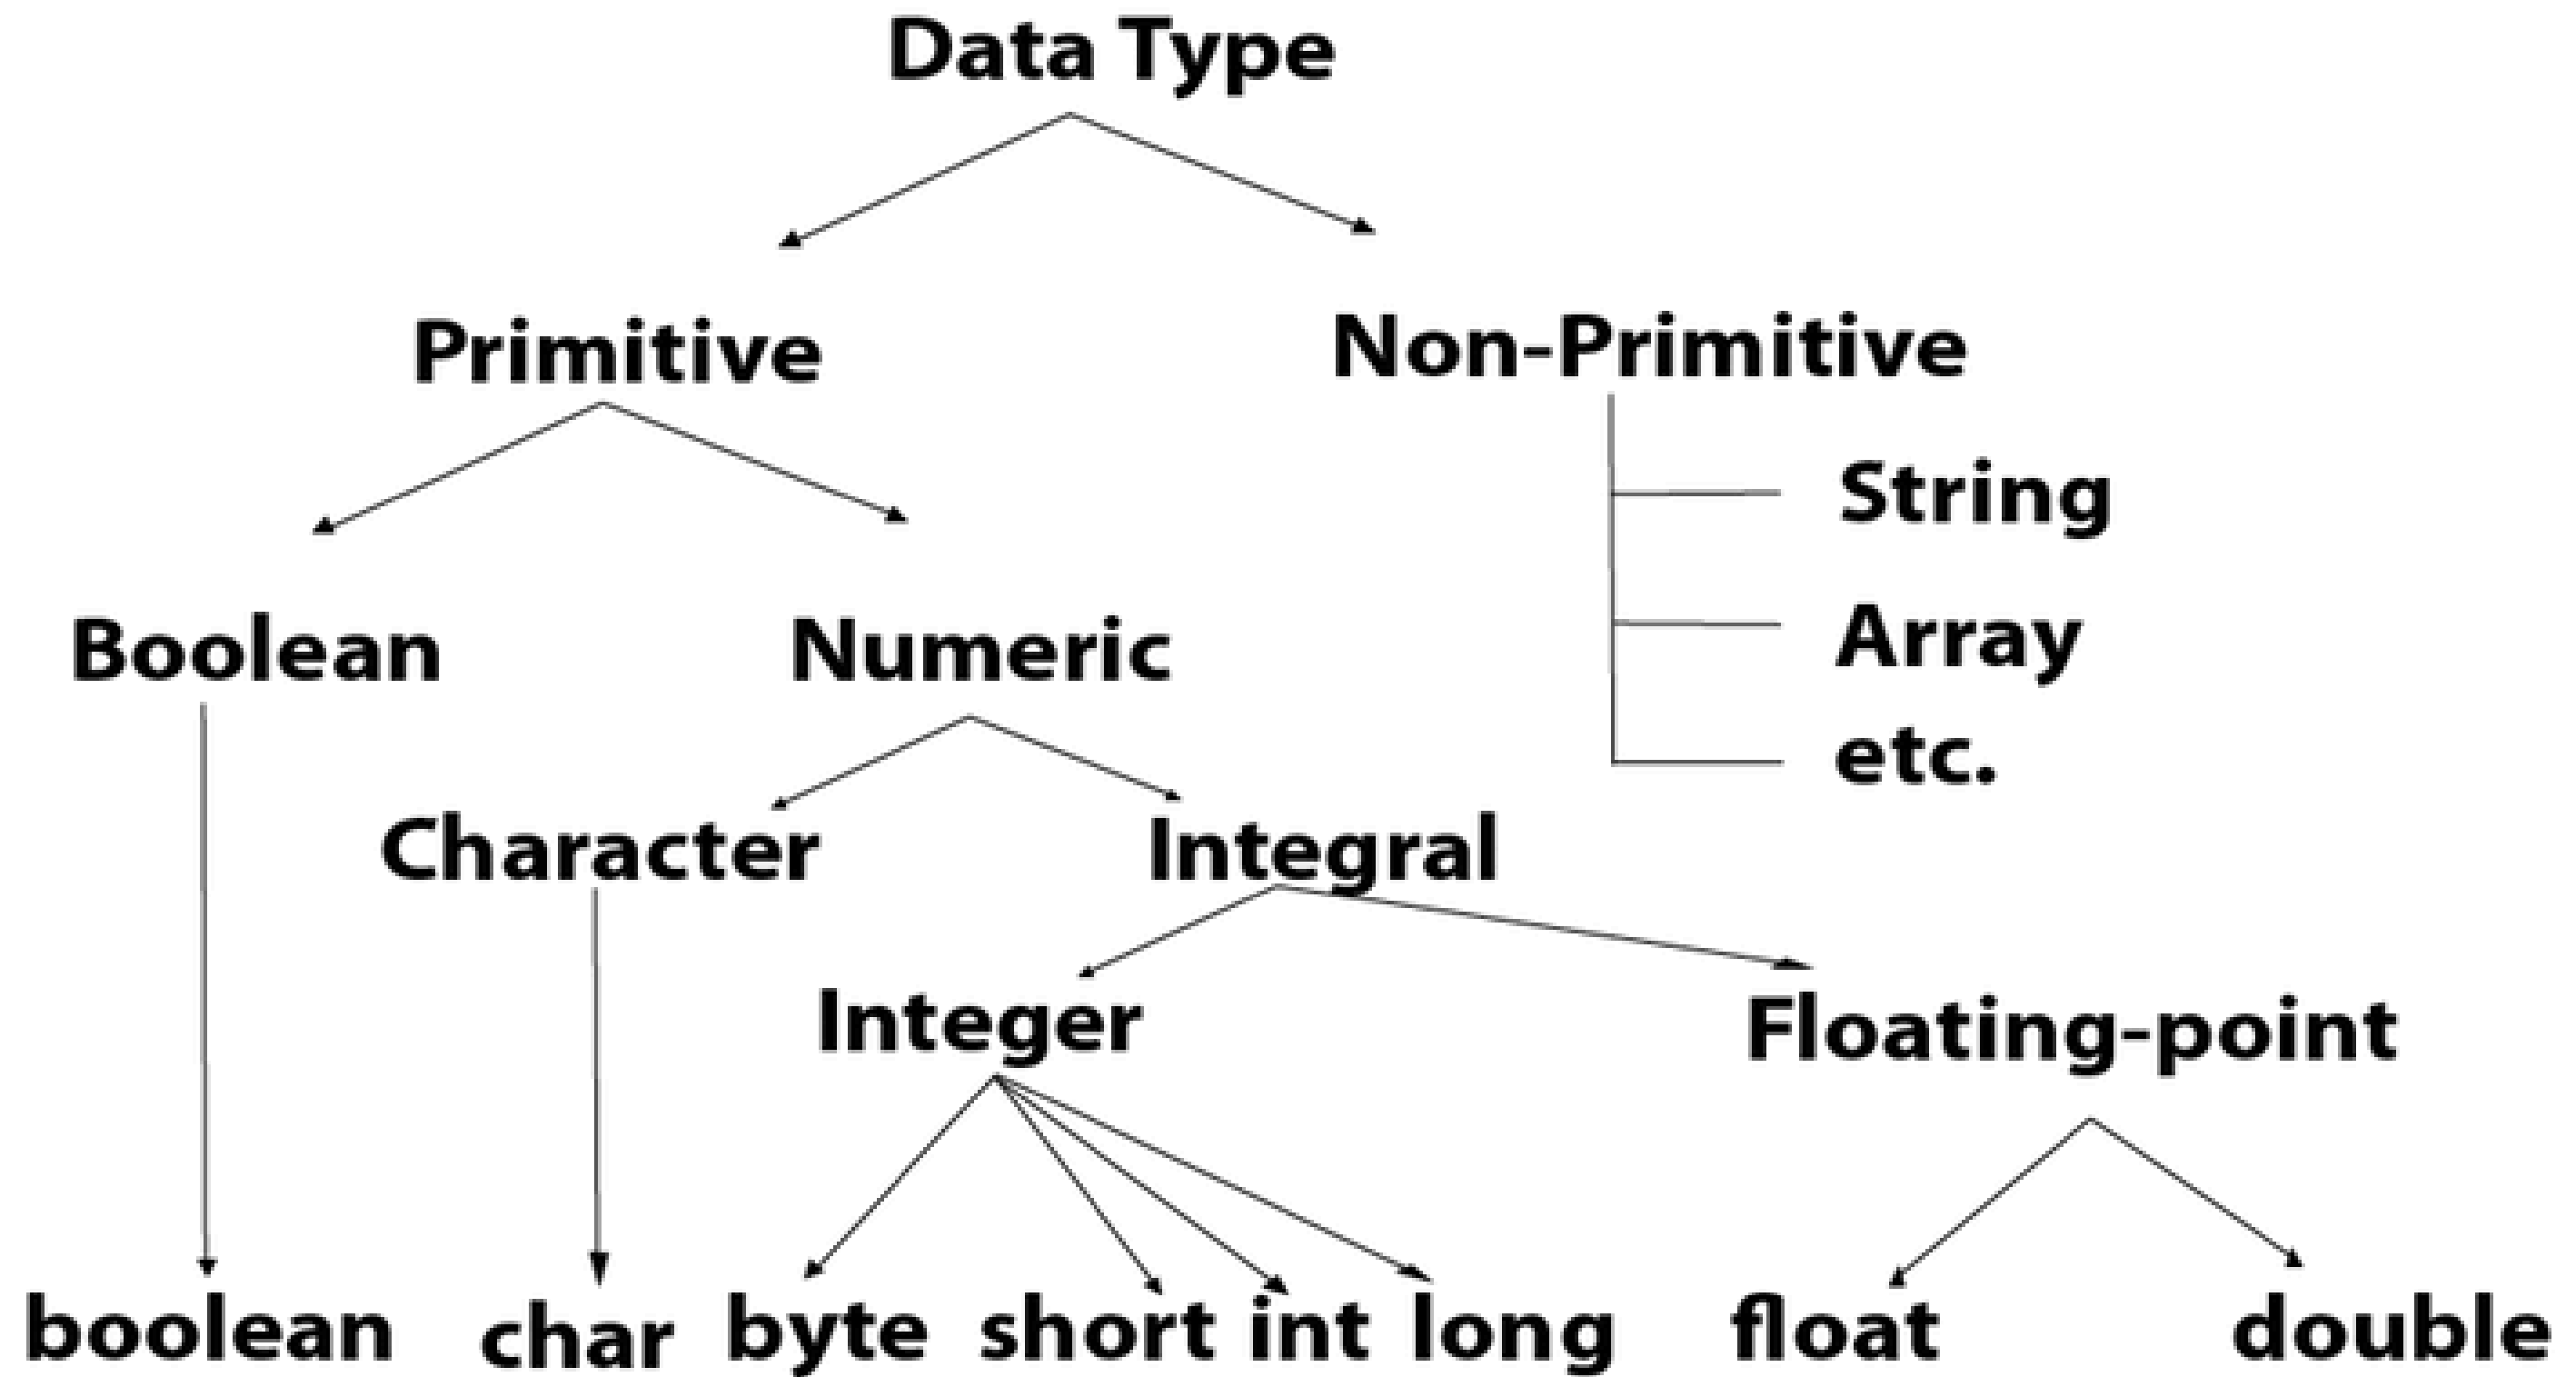 Data Type
Primitive
Non-Primitive
String
Array
etc.
Boolean
Numeric
Character
Integral
Integer
Floating-point
boolean
char
byte
short
int
long
float
double